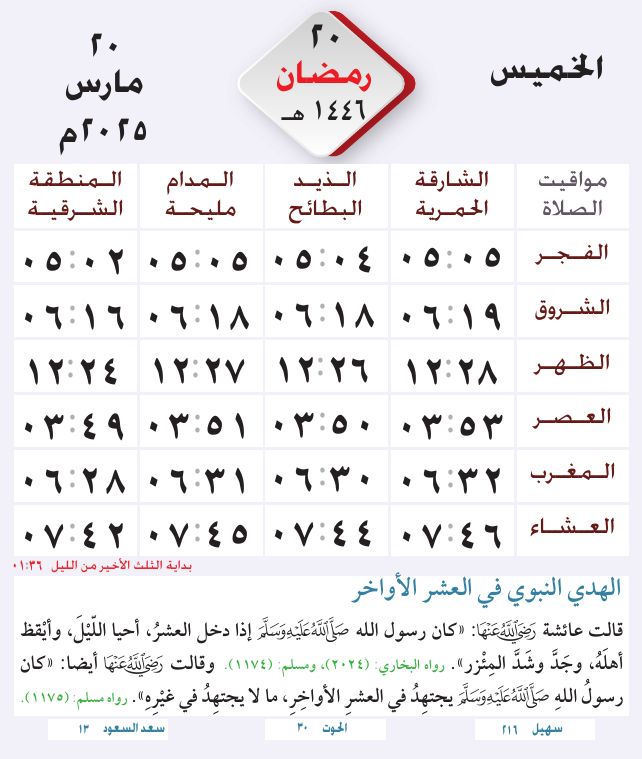 الخميس
٢٠
رمضان
١٤٤٦ هـ
٢٠
مارس
٢٠٢٥م
مواقيت الصلاة | الشارقة الحمرية | الذيد البطائح | المدام مليحة | المنطقة الشرقية
الفجر ٠٥:٠٥ ٠٥:٠٤ ٠٥:٠٥ ٠٥:٠٢
الشروق ٠٦:١٩ ٠٦:١٨ ٠٦:١٨ ٠٦:١٦
الظهر ١٢:٢٨ ١٢:٢٦ ١٢:٢٧ ١٢:٢٤
العصر ٠٣:٥٣ ٠٣:٥٠ ٠٣:٥١ ٠٣:٤٩
المغرب ٠٦:٣٢ ٠٦:٣٠ ٠٦:٣١ ٠٦:٢٨
العشاء ٠٧:٤٦ ٠٧:٤٤ ٠٧:٤٥ ٠٧:٤٢
بداية الثلث الأخير من الليل ٠١:٣٦
الهدي النبوي في العشر الأواخر
قالت عائشة رَضِيَ اللَّهُ عَنْهَا: «كان رسول الله صَلَّى اللَّهُ عَلَيْهِ وَسَلَّمَ إذا دخل العشرُ، أحيا اللّيْلَ، وأيْقظ
أهلَهُ، وجَدَّ وشَدَّ المِئْزر». رواه البخاري: (٢٠٢٤)، ومسلم: (١١٧٤). وقالت رَضِيَ اللَّهُ عَنْهَا أيضا: «كان
رسولُ اللهِ صَلَّى اللَّهُ عَلَيْهِ وَسَلَّمَ يجتهِدُ في العشرِ الأواخِرِ، ما لا يجتهِدُ في غيْرِهِ». رواه مسلم: (١١٧٥).
سهيل ٢١٦
الحوت ٣٠
سعد السعود ١٣